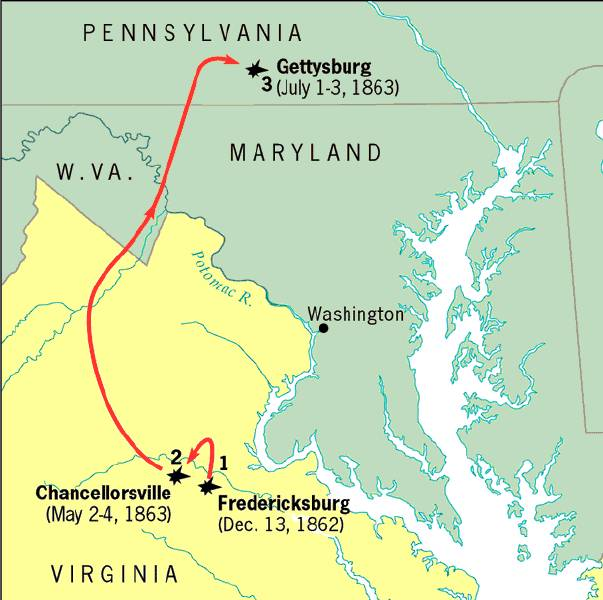 PENNSYLVANIA
Gettysburg
3 (July 1-3, 1863)
MARYLAND
W.VA.
Potomac R.
Washington
2
1
Chancellorsville
(May 2-4, 1863)
Fredericksburg
(Dec. 13, 1862)
VIRGINIA